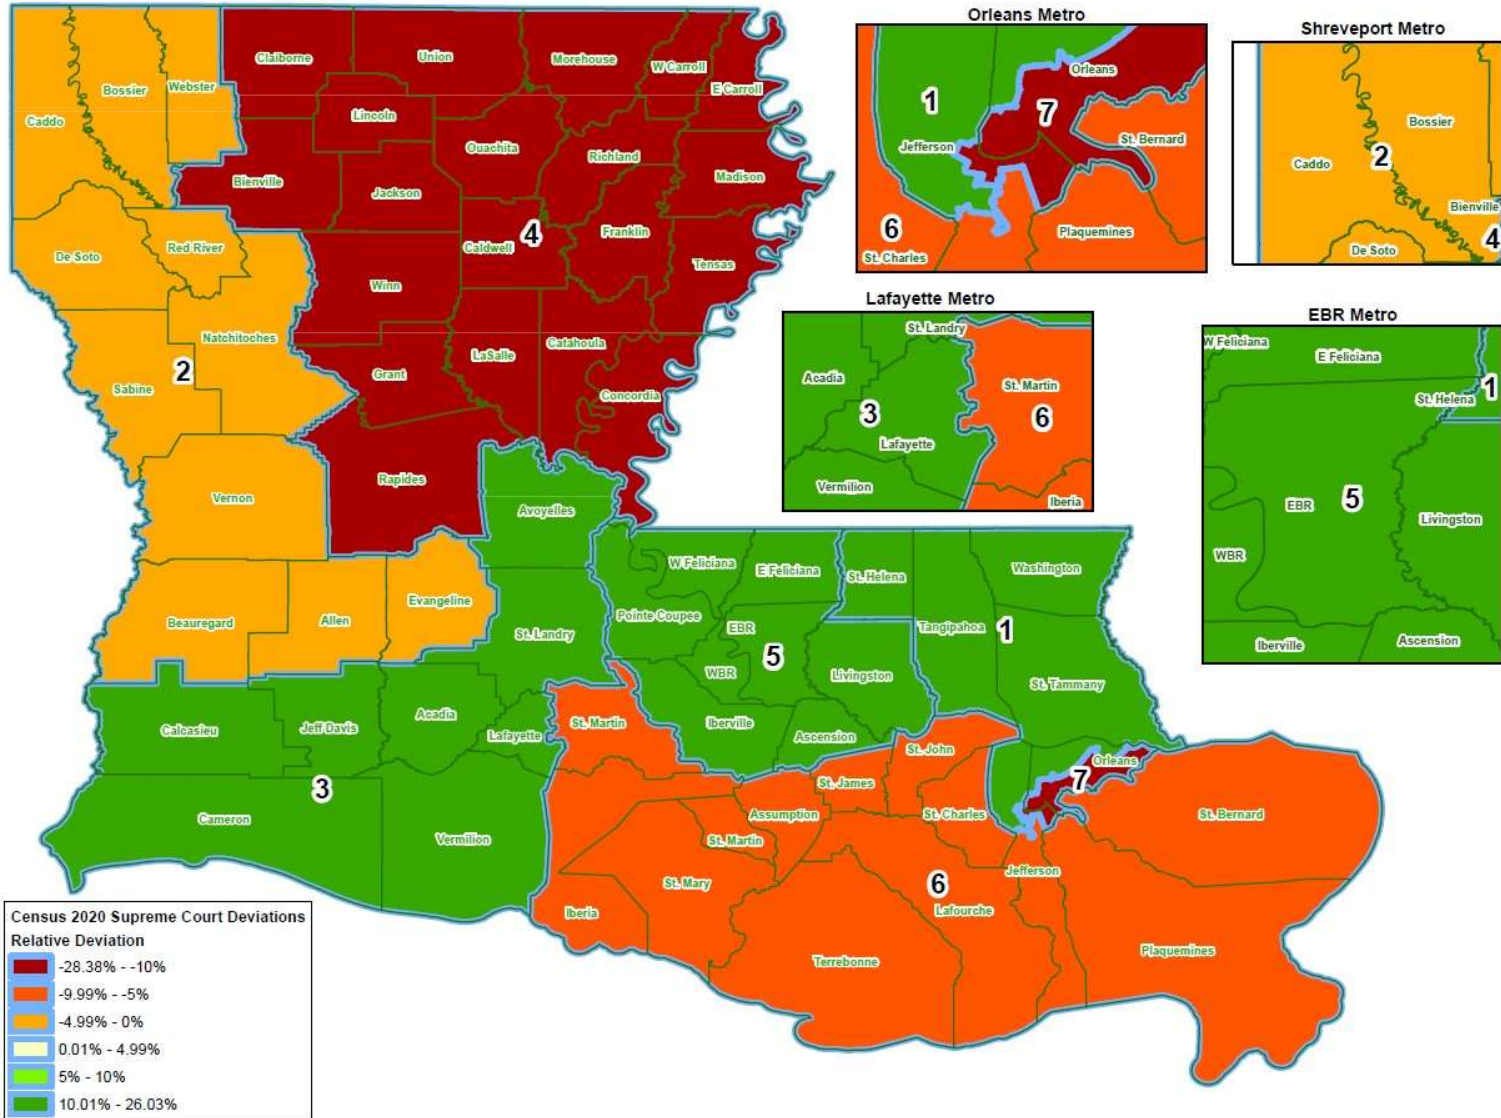 Claiborne
Union
Morehouse
W Carroll
E Carroll
Bossier
Webster
Caddo
Lincoln
Ouachita
Richland
Madison
Bienville
Jackson
De Soto
Red River
Caldwell
4
Franklin
Tensas
Winn
Natchitoches
Sabine
2
Grant
LaSalle
Catahoula
Concordia
Vernon
Rapides
Avoyelles
Beauregard
Allen
Evangeline
St. Landry
W Feliciana
E Feliciana
St. Helena
Washington
Pointe Coupee
EBR
5
Tangipahoa
1
WBR
Livingston
St. Tammany
Calcasieu
Jeff Davis
Acadia
Lafayette
St. Martin
Iberville
Ascension
St. John
Orleans
7
3
Cameron
Vermilion
St. James
Assumption
St. Charles
St. Bernard
St. Martin
St. Mary
Jefferson
6
Iberia
Lafourche
Terrebonne
Plaquemines
Orleans Metro
Orleans
1
7
Jefferson
St. Bernard
6
St. Charles
Plaquemines
Shreveport Metro
Bossier
Caddo
2
Bienville
4
De Soto
Lafayette Metro
St. Landry
Acadia
St. Martin
3
6
Lafayette
Vermilion
Iberia
EBR Metro
W Feliciana
E Feliciana
1
St. Helena
EBR
5
Livingston
WBR
Iberville
Ascension
Census 2020 Supreme Court Deviations
Relative Deviation
-28.38% - -10%
-9.99% - -5%
-4.99% - 0%
0.01% - 4.99%
5% - 10%
10.01% - 26.03%